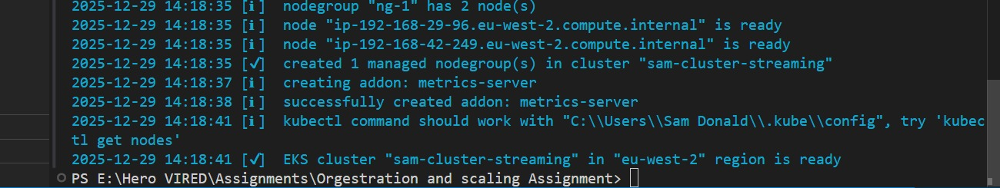 2025-12-29 14:18:35 [ℹ]  nodegroup "ng-1" has 2 node(s)
2025-12-29 14:18:35 [ℹ]  node "ip-192-168-29-96.eu-west-2.compute.internal" is ready
2025-12-29 14:18:35 [ℹ]  node "ip-192-168-42-249.eu-west-2.compute.internal" is ready
2025-12-29 14:18:35 [✔]  created 1 managed nodegroup(s) in cluster "sam-cluster-streaming"
2025-12-29 14:18:37 [ℹ]  creating addon: metrics-server
2025-12-29 14:18:38 [ℹ]  successfully created addon: metrics-server
2025-12-29 14:18:41 [ℹ]  kubectl command should work with "C:\\Users\\Sam Donald\\.kube\\config", try 'kubec
tl get nodes'
2025-12-29 14:18:41 [✔]  EKS cluster "sam-cluster-streaming" in "eu-west-2" region is ready
PS E:\Hero VIRED\Assignments\Orgestration and scaling Assignment>